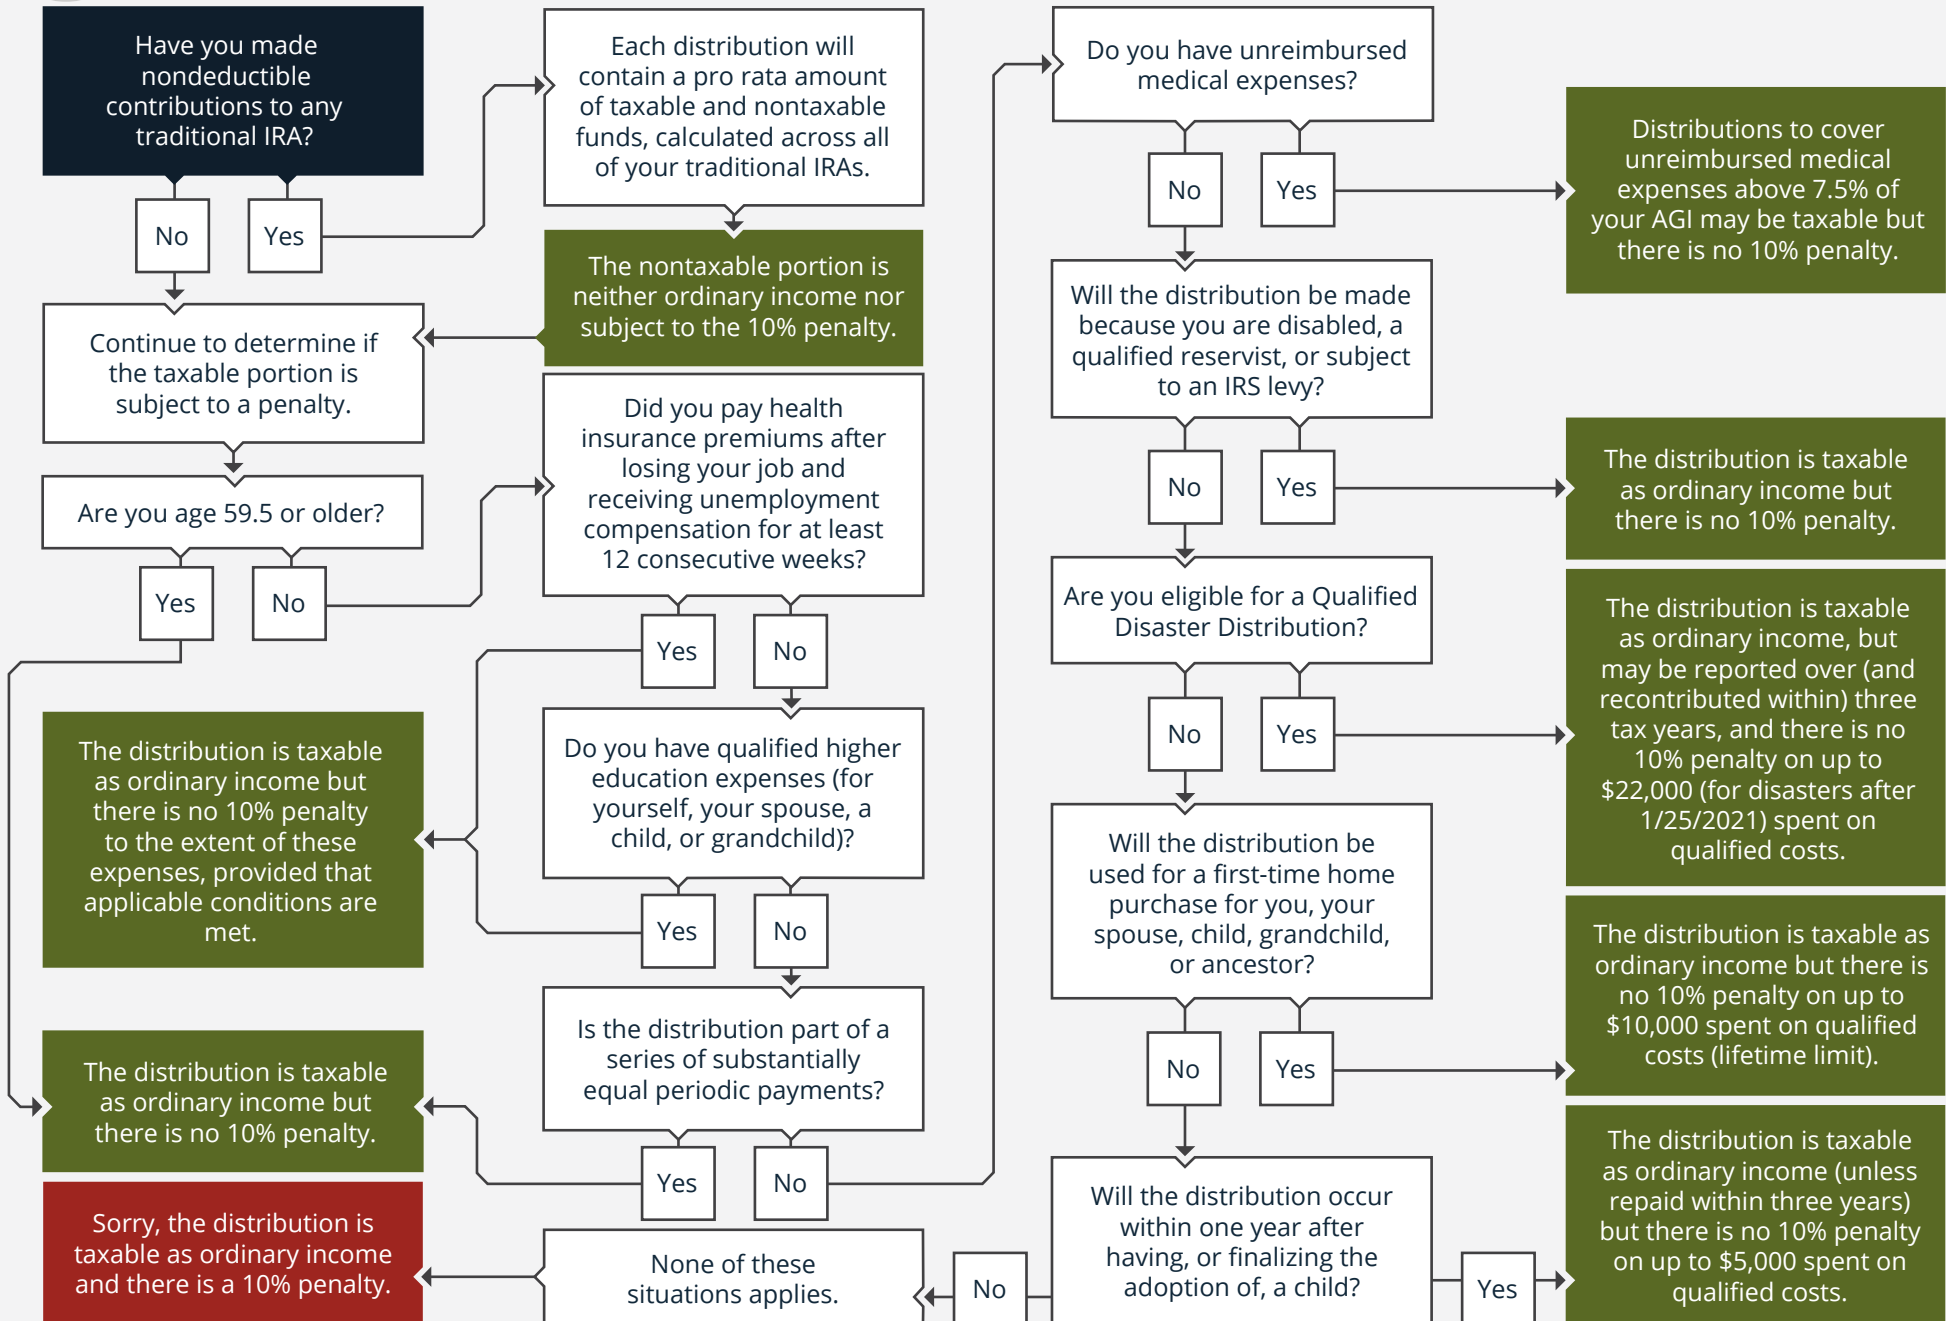 Have you made
nondeductible
contributions to any
traditional IRA?
No
Yes
Each distribution will
contain a pro rata amount
of taxable and nontaxable
funds, calculated across all
of your traditional IRAs.
The nontaxable portion is
neither ordinary income nor
subject to the 10% penalty.
Continue to determine if
the taxable portion is
subject to a penalty.
Are you age 59.5 or older?
Yes
No
Did you pay health
insurance premiums after
losing your job and
receiving unemployment
compensation for at least
12 consecutive weeks?
Yes
No
The distribution is taxable
as ordinary income but
there is no 10% penalty
to the extent of these
expenses, provided that
applicable conditions are
met.
Do you have qualified higher
education expenses (for
yourself, your spouse, a
child, or grandchild)?
Yes
No
Is the distribution part of a
series of substantially
equal periodic payments?
Yes
No
The distribution is taxable
as ordinary income but
there is no 10% penalty.
Sorry, the distribution is
taxable as ordinary income
and there is a 10% penalty.
None of these
situations applies.
Do you have unreimbursed
medical expenses?
No
Yes
Distributions to cover
unreimbursed medical
expenses above 7.5% of
your AGI may be taxable but
there is no 10% penalty.
Will the distribution be made
because you are disabled, a
qualified reservist, or subject
to an IRS levy?
No
Yes
The distribution is taxable
as ordinary income but
there is no 10% penalty.
Are you eligible for a Qualified
Disaster Distribution?
No
Yes
The distribution is taxable
as ordinary income, but
may be reported over (and
recontributed within) three
tax years, and there is no
10% penalty on up to
$22,000 (for disasters after
1/25/2021) spent on
qualified costs.
Will the distribution be
used for a first-time home
purchase for you, your
spouse, child, grandchild,
or ancestor?
No
Yes
The distribution is taxable as
ordinary income but there is
no 10% penalty on up to
$10,000 spent on qualified
costs (lifetime limit).
Will the distribution occur
within one year after
having, or finalizing the
adoption of, a child?
No
Yes
The distribution is taxable
as ordinary income (unless
repaid within three years)
but there is no 10% penalty
on up to $5,000 spent on
qualified costs.